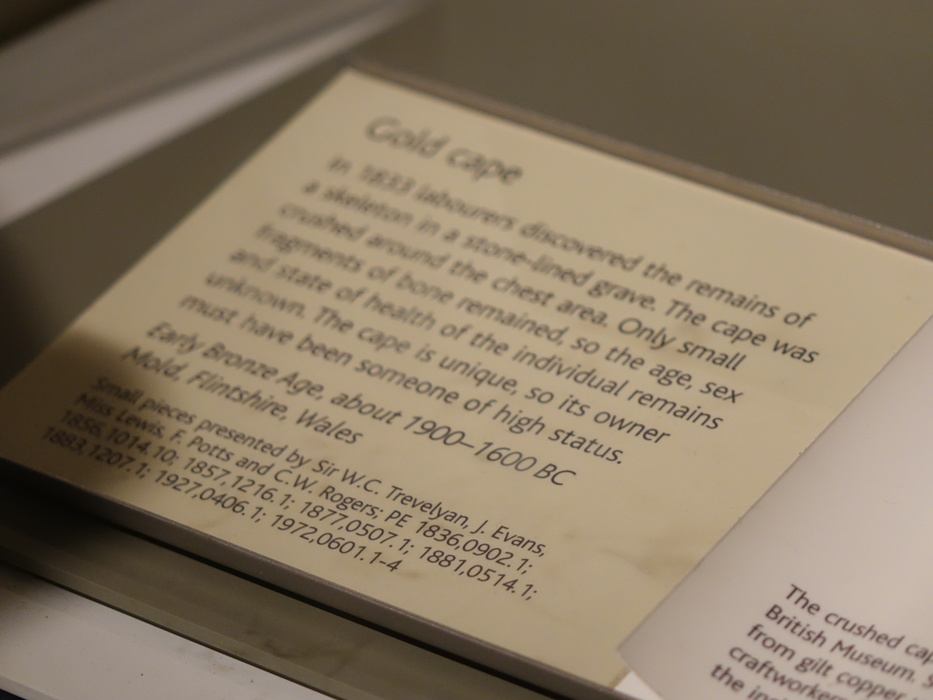 Gold cape
In 1833 labourers discovered the remains of
a skeleton in a stone-lined grave. The cape was
crushed around the chest area. Only small
fragments of bone remained, so the age, sex
and state of health of the individual remains
unknown. The cape is unique, so its owner
must have been someone of high status.
Early Bronze Age, about 1900–1600 BC
Mold, Flintshire, Wales
Small pieces presented by Sir W.C. Trevelyan, J. Evans,
Miss Lewis, F. Potts and C.W. Rogers; PE 1836,0902.1;
1856,1014.10; 1857,1216.1; 1877,0507.1; 1881,0514.1;
1883,1207.1; 1927,0406.1; 1972,0601.1-4
The crushed cap
British Museum.
from gilt copper
craftworker
the in